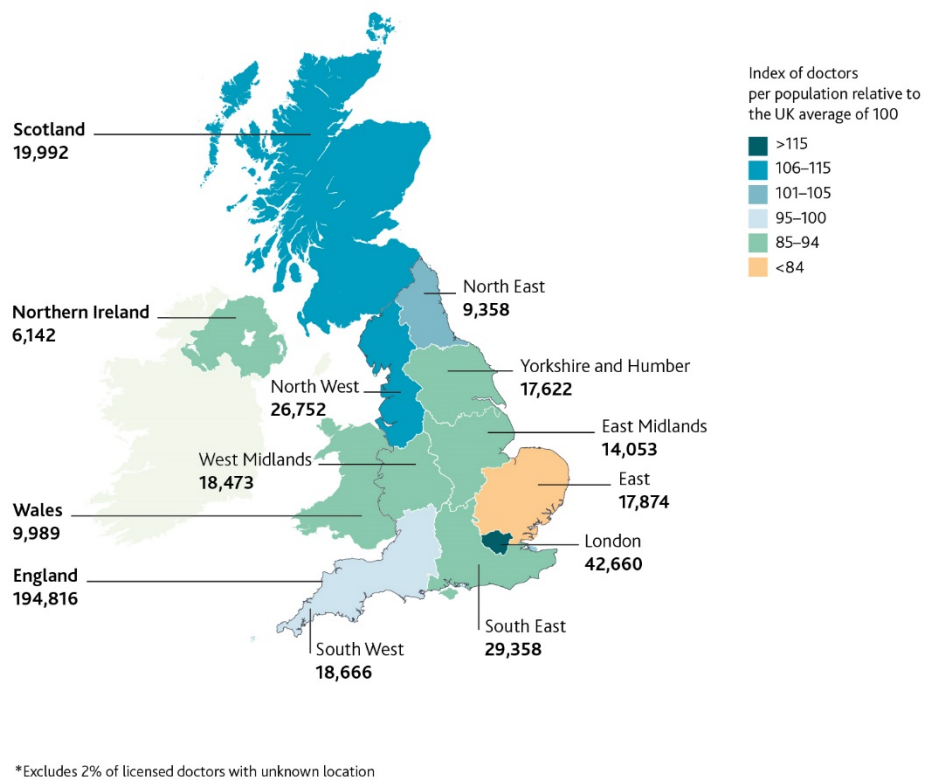 Index of doctors
per population relative to
the UK average of 100
>115
106–115
101–105
95–100
85–94
<84
Scotland
19,992
North East
9,358
Northern Ireland
6,142
Yorkshire and Humber
17,622
North West
26,752
East Midlands
14,053
West Midlands
18,473
East
17,874
Wales
9,989
London
42,660
England
194,816
South East
29,358
South West
18,666
*Excludes 2% of licensed doctors with unknown location